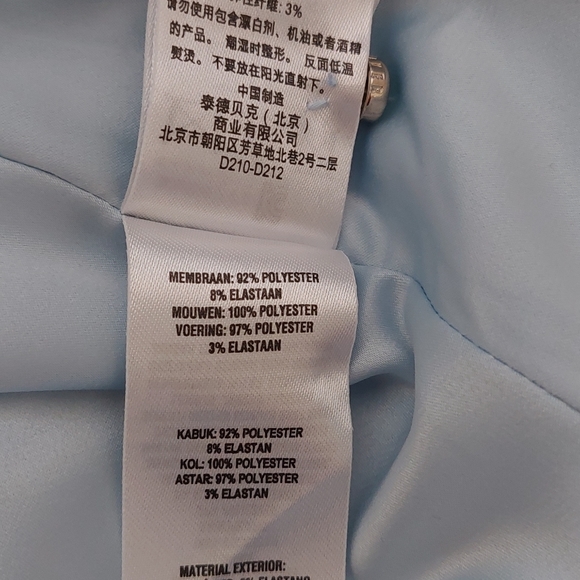 纤维: 3%
请勿使用包含漂白剂、机油或者酒精
的产品。 潮湿时整形。 反面低温
熨烫。 不要放在阳光直射下。
中国制造
泰德贝克 (北京)
商业有限公司
北京市朝阳区芳草地北巷2号二层
D210-D212
MEMBRAAN: 92% POLYESTER
8% ELASTAAN
MOUWEN: 100% POLYESTER
VOERING: 97% POLYESTER
3% ELASTAAN
KABUK: 92% POLYESTER
8% ELASTAN
KOL: 100% POLYESTER
ASTAR: 97% POLYESTER
3% ELASTAN
MATERIAL EXTERIOR: